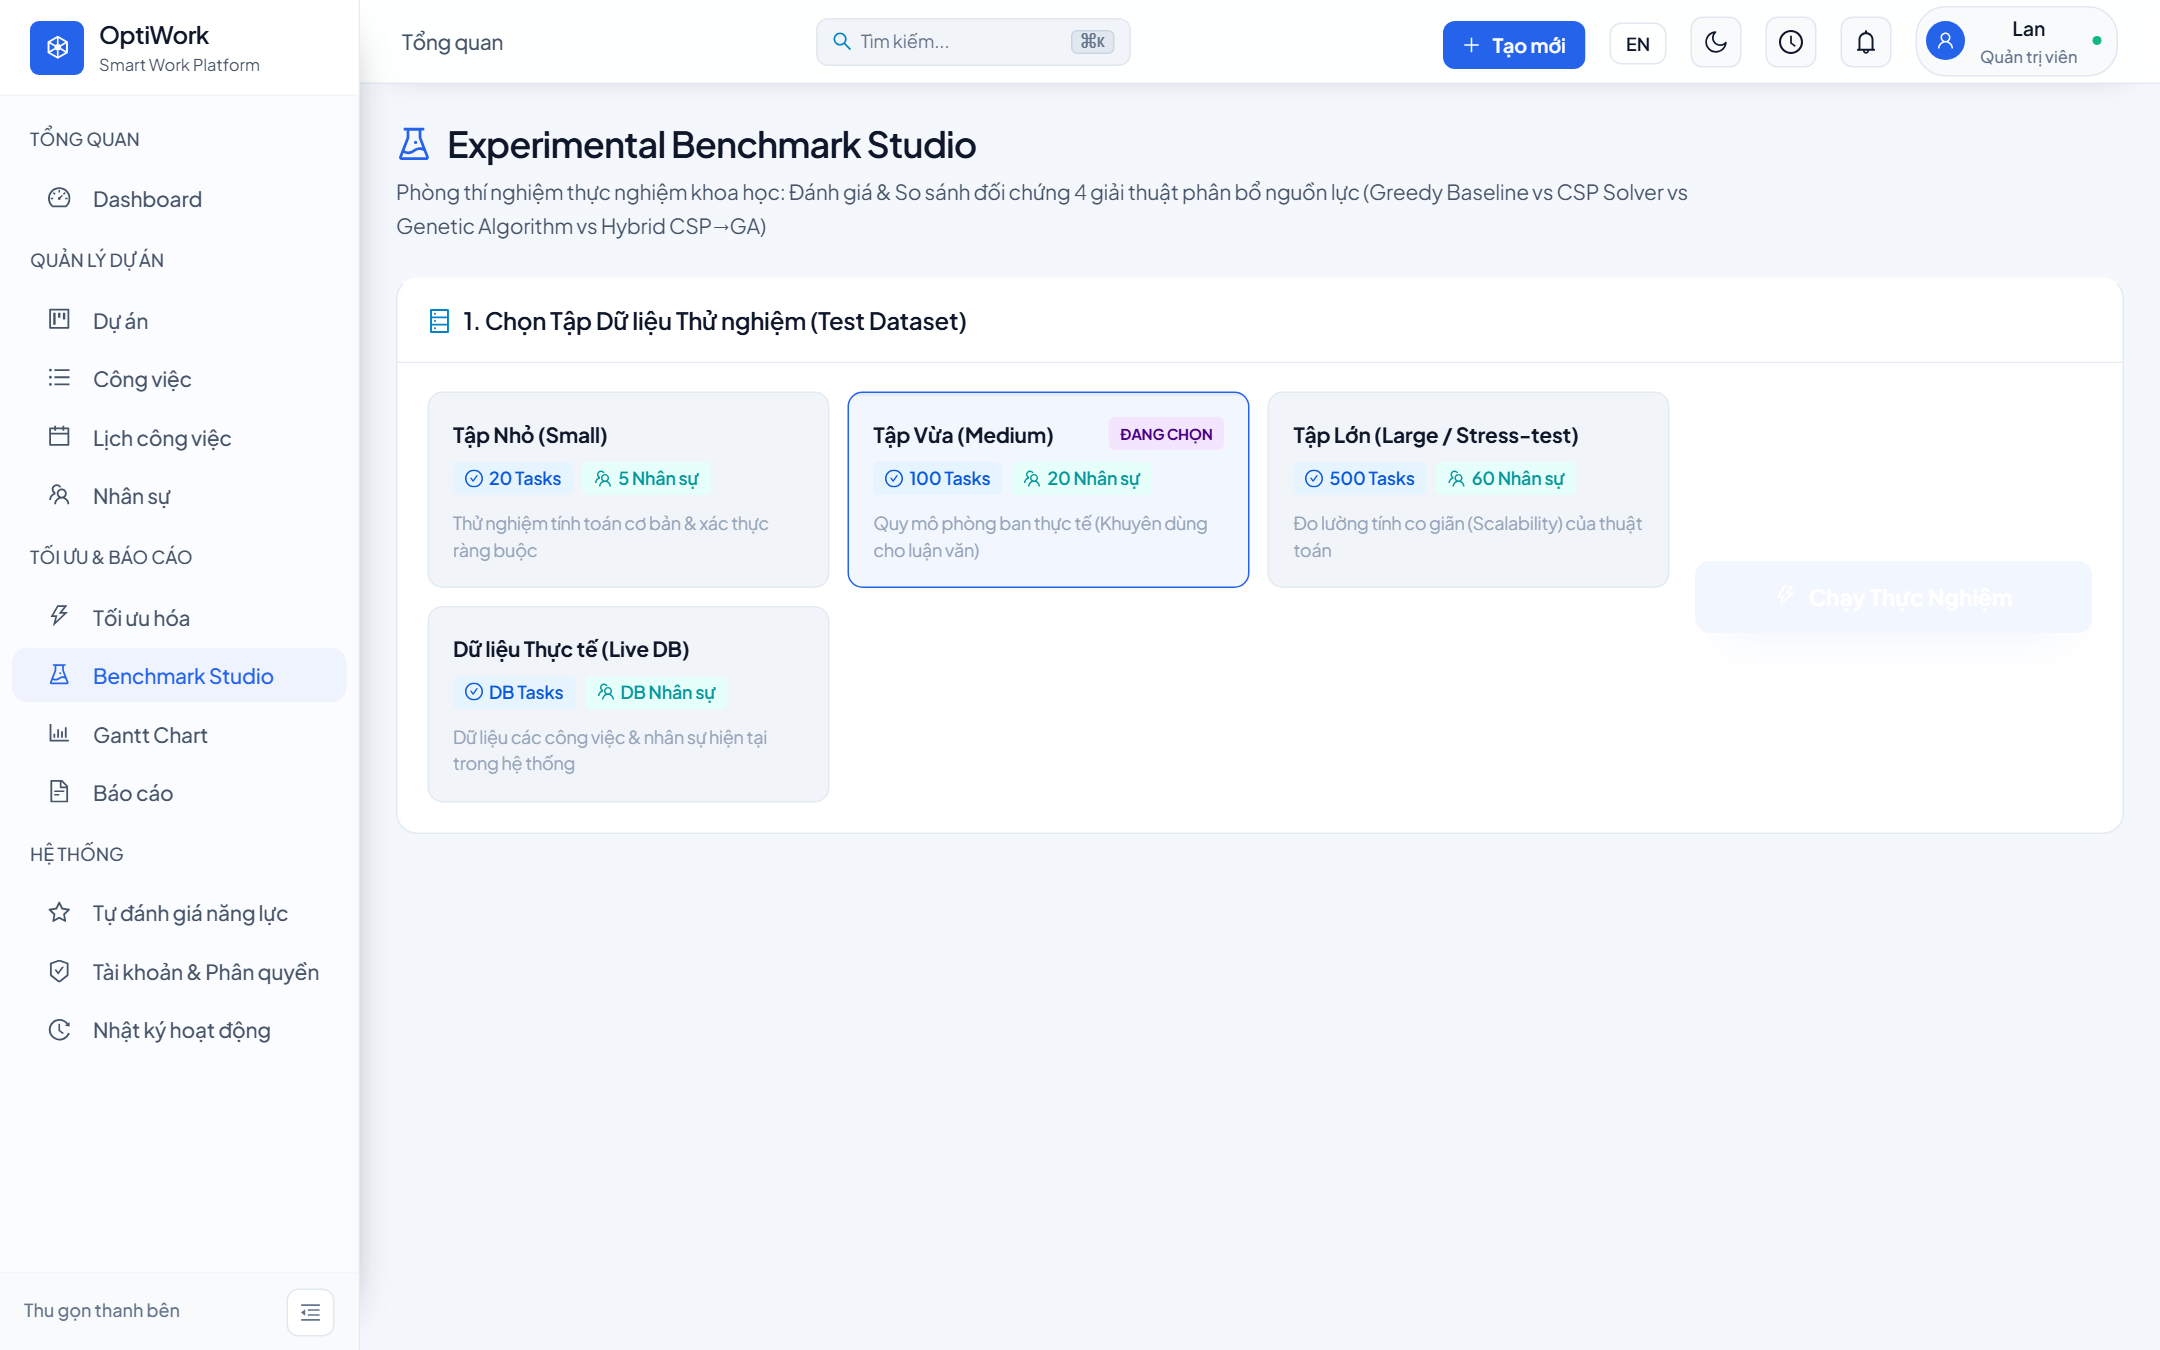 OptiWork
Smart Work Platform
TỔNG QUAN
Dashboard
QUẢN LÝ DỰ ÁN
Dự án
Công việc
Lịch công việc
Nhân sự
TỐI ƯU & BÁO CÁO
Tối ưu hóa
Benchmark Studio
Gantt Chart
Báo cáo
HỆ THỐNG
Tự đánh giá năng lực
Tài khoản & Phân quyền
Nhật ký hoạt động
Thu gọn thanh bên
Tổng quan
Tìm kiếm...
⌘K
Tạo mới
EN
Lan
Quản trị viên
Experimental Benchmark Studio
Phòng thí nghiệm thực nghiệm khoa học: Đánh giá & So sánh đối chứng 4 giải thuật phân bổ nguồn lực (Greedy Baseline vs CSP Solver vs
Genetic Algorithm vs Hybrid CSP→GA)
1. Chọn Tập Dữ liệu Thử nghiệm (Test Dataset)
Tập Nhỏ (Small)
20 Tasks
5 Nhân sự
Thử nghiệm tính toán cơ bản & xác thực
ràng buộc
Tập Vừa (Medium)
ĐANG CHỌN
100 Tasks
20 Nhân sự
Quy mô phòng ban thực tế (Khuyên dùng
cho luận văn)
Tập Lớn (Large / Stress-test)
500 Tasks
60 Nhân sự
Đo lường tính co giãn (Scalability) của thuật
toán
Dữ liệu Thực tế (Live DB)
DB Tasks
DB Nhân sự
Dữ liệu các công việc & nhân sự hiện tại
trong hệ thống
Chạy Thực Nghiệm